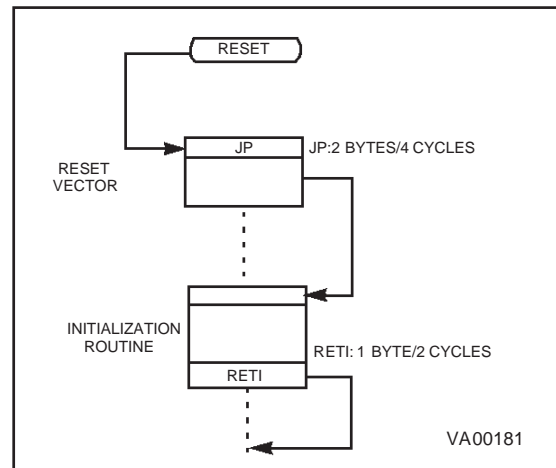 RESET
JP
JP:2 BYTES/4 CYCLES
RESET
VECTOR
INITIALIZATION
ROUTINE
RETI: 1 BYTE/2 CYCLES
RETI
VA00181